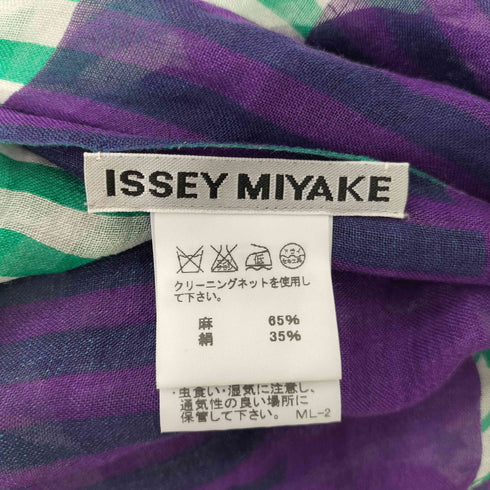 ISSEY MIYAKE
低
クリーニングネットを使用し
て下さい。
麻 65%
絹 35%
・虫食い・湿気に注意し、
通気性の良い場所に
保管して下さい。 ML-2